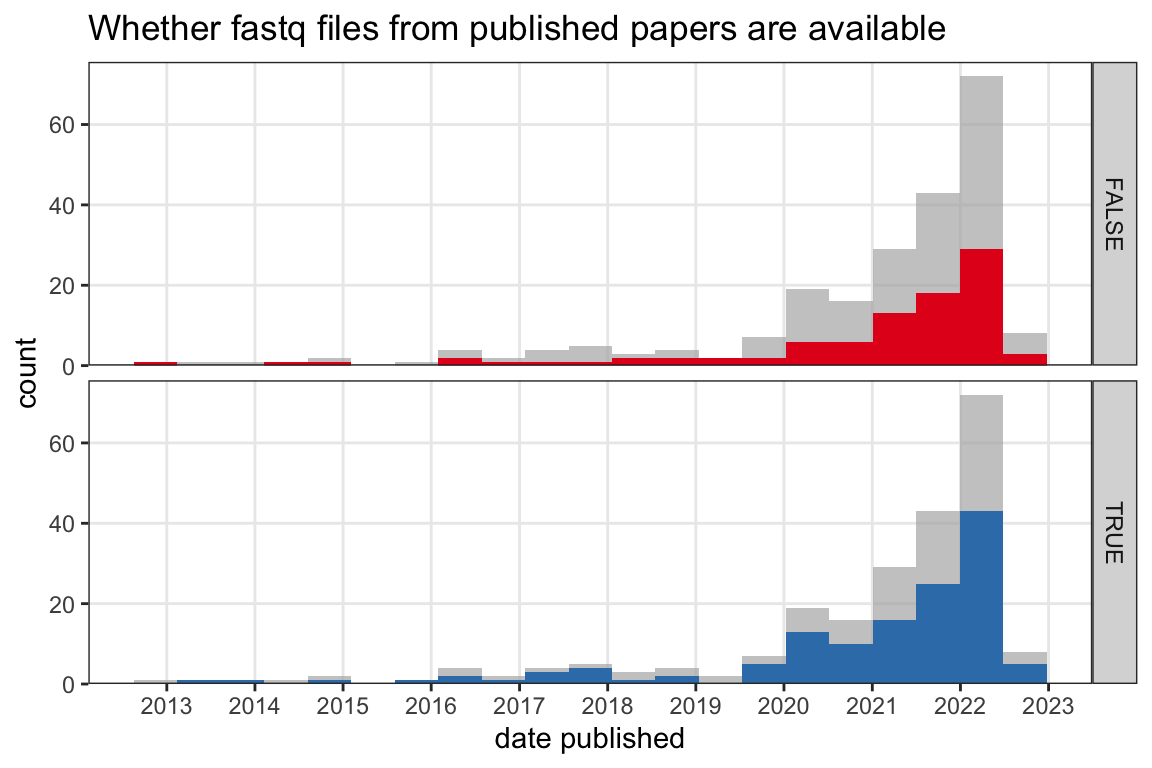 Whether fastq files from published papers are available
60
40
20
0
FALSE
count
60
40
20
0
TRUE
2013 2014 2015 2016 2017 2018 2019 2020 2021 2022 2023
date published